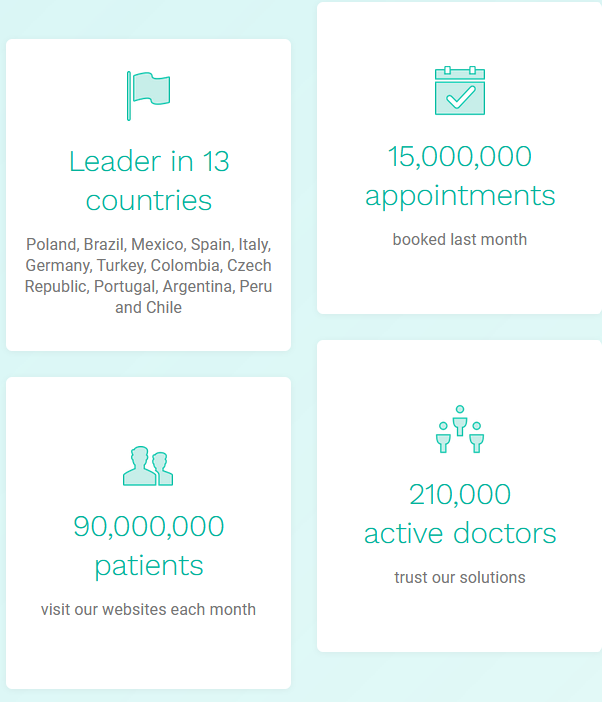 Leader in 13
countries
Poland, Brazil, Mexico, Spain, Italy,
Germany, Turkey, Colombia, Czech
Republic, Portugal, Argentina, Peru
and Chile
15,000,000
appointments
booked last month
90,000,000
patients
visit our websites each month
210,000
active doctors
trust our solutions